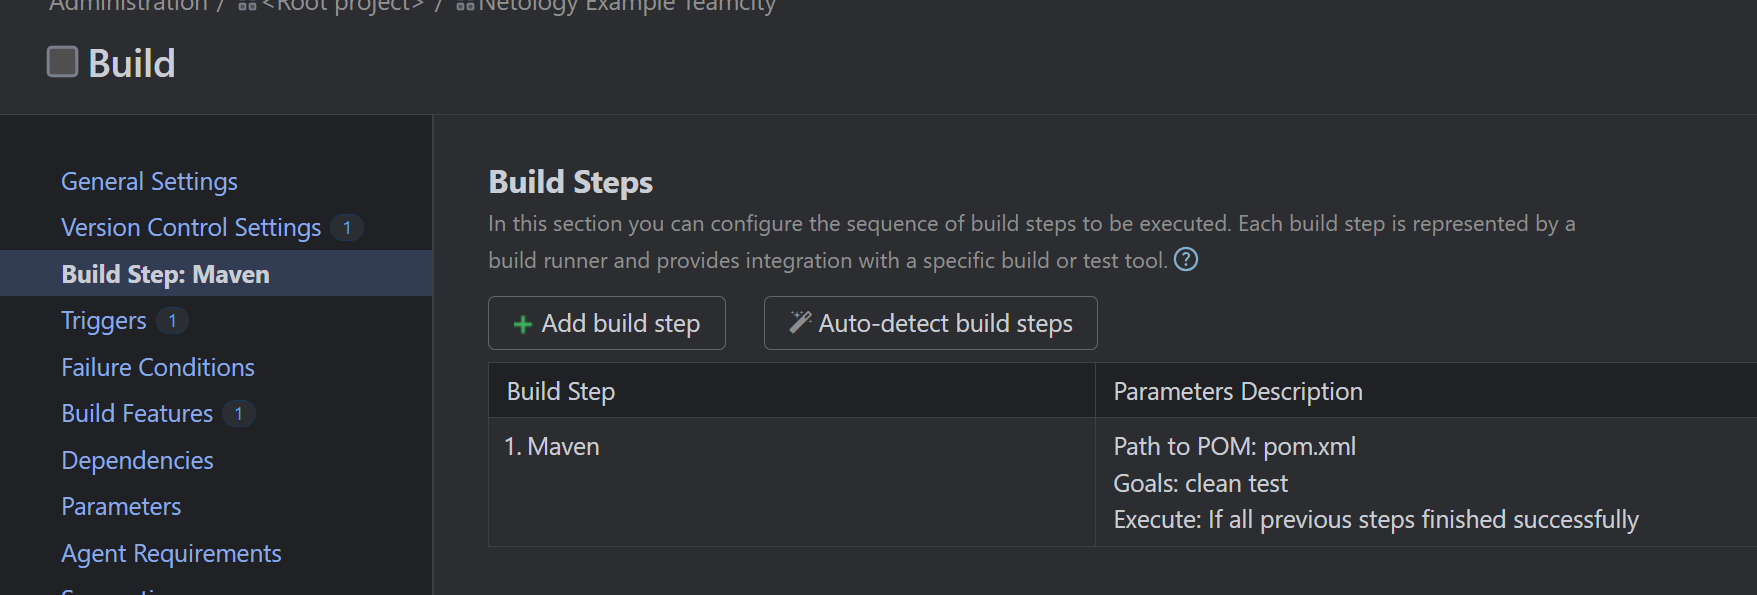 Administration / <Root project> / Netology Example Teamcity
Build
General Settings
Version Control Settings 1
Build Step: Maven
Triggers 1
Failure Conditions
Build Features 1
Dependencies
Parameters
Agent Requirements
Build Steps
In this section you can configure the sequence of build steps to be executed. Each build step is represented by a
build runner and provides integration with a specific build or test tool. ?
Add build step
Auto-detect build steps
Build Step
Parameters Description
1. Maven
Path to POM: pom.xml
Goals: clean test
Execute: If all previous steps finished successfully